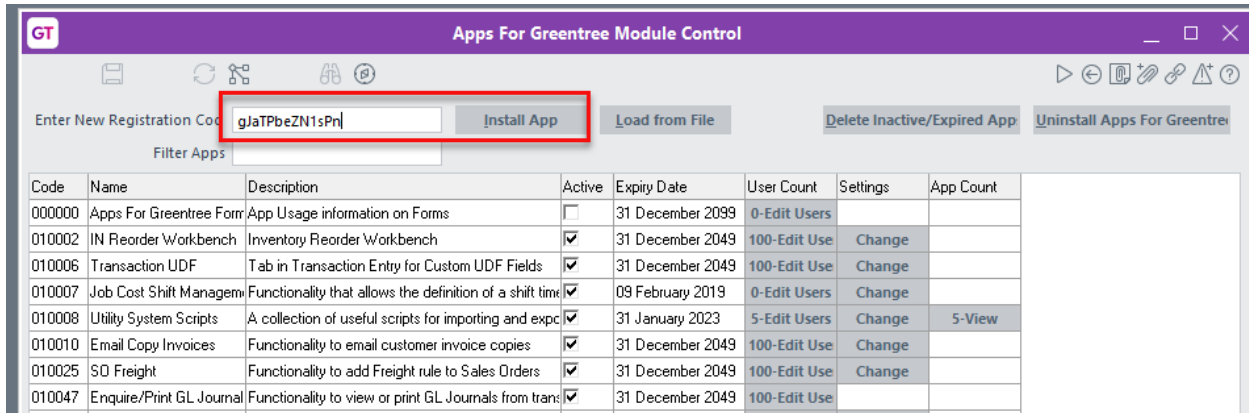 GT Apps For Greentree Module Control
Enter New Registration Cod gJaTPbeZN1sPn Install App Load from File Delete Inactive/Expired App Uninstall Apps For Greentre
Filter Apps
Code Name Description Active Expiry Date User Count Settings App Count
000000 Apps For Greentree Form App Usage information on Forms 31 December 2099 0-Edit Users
010002 IN Reorder Workbench Inventory Reorder Workbench 31 December 2049 100-Edit Use Change
010006 Transaction UDF Tab in Transaction Entry for Custom UDF Fields 31 December 2049 100-Edit Use Change
010007 Job Cost Shift Managem Functionality that allows the definition of a shift time 09 February 2019 0-Edit Users Change
010008 Utility System Scripts A collection of useful scripts for importing and expo 31 January 2023 5-Edit Users Change 5-View
010010 Email Copy Invoices Functionality to email customer invoice copies 31 December 2049 100-Edit Use Change
010025 SO Freight Functionality to add Freight rule to Sales Orders 31 December 2049 100-Edit Use Change
010047 Enquire/Print GL Journal Functionality to view or print GL Journals from trans 31 December 2049 100-Edit Use